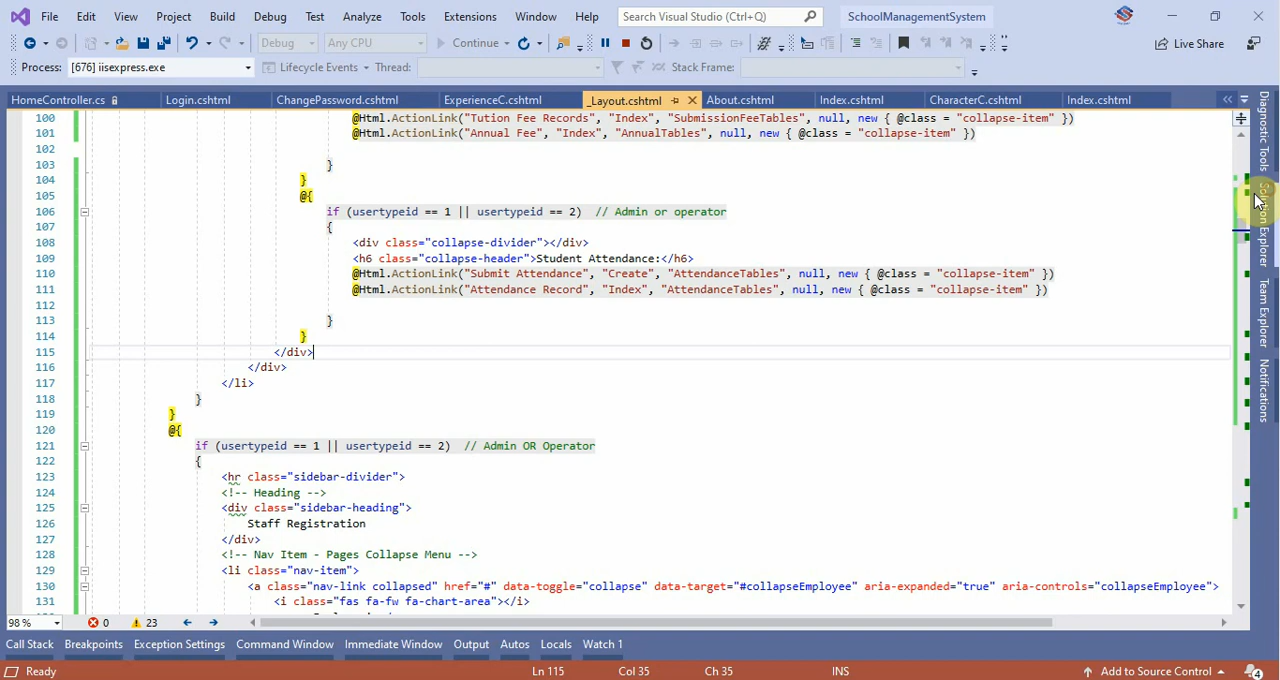 File Edit View Project Build Debug Test Analyze Tools Extensions Window Help Search Visual Studio (Ctrl+Q) SchoolManagementSystem
Debug Any CPU Continue Live Share
Process: [676] iisexpress.exe Lifecycle Events Thread: Stack Frame:
HomeController.cs Login.cshtml ChangePassword.cshtml ExperienceC.cshtml _Layout.cshtml About.cshtml Index.cshtml CharacterC.cshtml Index.cshtml
100 @Html.ActionLink("Tution Fee Records", "Index", "SubmissionFeeTables", null, new { @class = "collapse-item" })
101 @Html.ActionLink("Annual Fee", "Index", "AnnualTables", null, new { @class = "collapse-item" })
102
103 }
104 }
105 @{
106 if (usertypeid == 1 || usertypeid == 2) // Admin or operator
107 {
108 <div class="collapse-divider"></div>
109 <h6 class="collapse-header">Student Attendance:</h6>
110 @Html.ActionLink("Submit Attendance", "Create", "AttendanceTables", null, new { @class = "collapse-item" })
111 @Html.ActionLink("Attendance Record", "Index", "AttendanceTables", null, new { @class = "collapse-item" })
112
113 }
114 }
115 </div>
116 </div>
117 </li>
118 }
119 }
120 @{
121 if (usertypeid == 1 || usertypeid == 2) // Admin OR Operator
122 {
123 <hr class="sidebar-divider">
124 <!-- Heading -->
125 <div class="sidebar-heading">
126 Staff Registration
127 </div>
128 <!-- Nav Item - Pages Collapse Menu -->
129 <li class="nav-item">
130 <a class="nav-link collapsed" href="#" data-toggle="collapse" data-target="#collapseEmployee" aria-expanded="true" aria-controls="collapseEmployee">
131 <i class="fas fa-fw fa-chart-area"></i>
98 % 0 23
Call Stack Breakpoints Exception Settings Command Window Immediate Window Output Autos Locals Watch 1
Ready Ln 115 Col 35 Ch 35 INS Add to Source Control 4
Diagnostic Tools
Solution Explorer
Team Explorer
Notifications